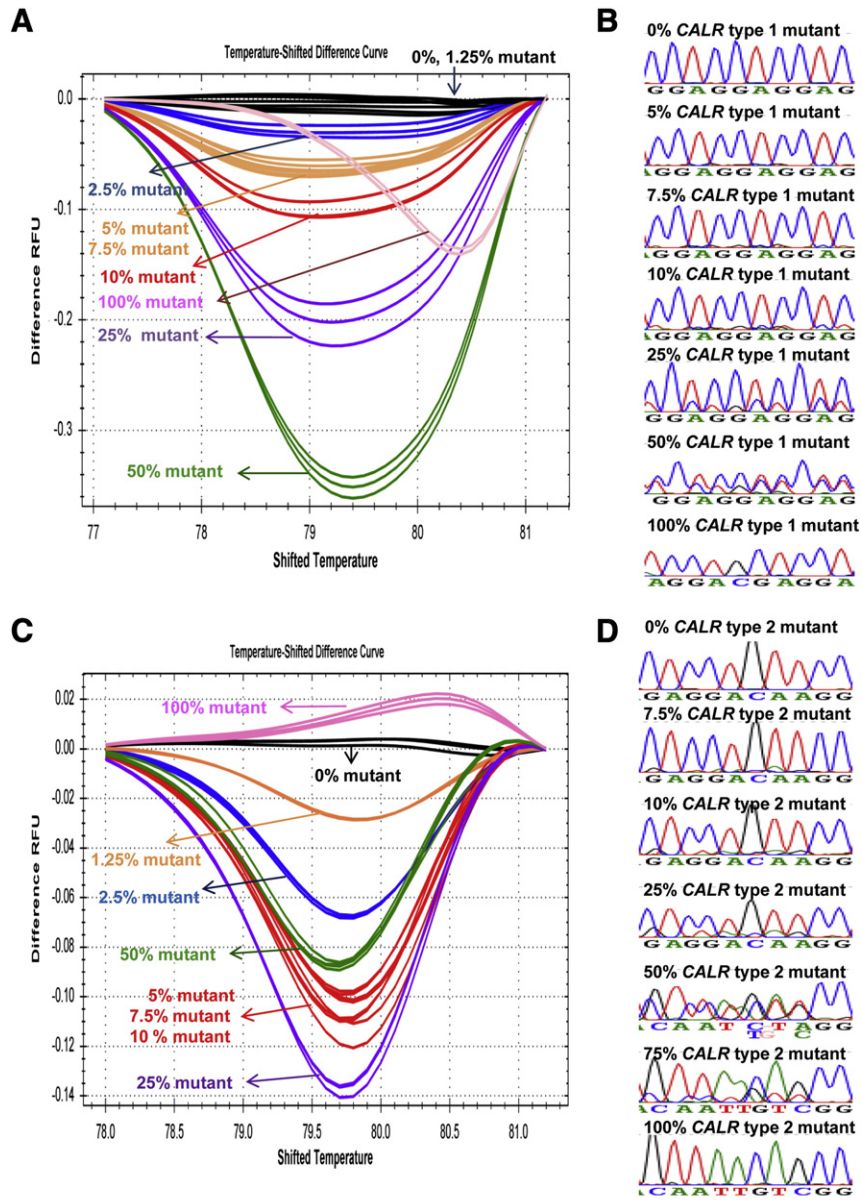 A
Temperature-Shifted Difference Curve
0%, 1.25% mutant
0.0
-0.1
-0.2
-0.3
Difference RFU
2.5% mutant
5% mutant
7.5% mutant
10% mutant
100% mutant
25% mutant
50% mutant
77 78 79 80 81
Shifted Temperature
B
0% CALR type 1 mutant
GGAGGAGGAG
5% CALR type 1 mutant
AGGAGGAGGAG
7.5% CALR type 1 mutant
AGGAGGAGGAG
10% CALR type 1 mutant
GGAGGAGGAG
25% CALR type 1 mutant
GGAGGAGGAG
50% CALR type 1 mutant
GGAGGAGGAG
100% CALR type 1 mutant
AGGACGAGGA
C
Temperature-Shifted Difference Curve
0.02
0.00
-0.02
-0.04
-0.06
-0.08
-0.10
-0.12
-0.14
Difference RFU
100% mutant
0% mutant
1.25% mutant
2.5% mutant
50% mutant
5% mutant
7.5% mutant
10 % mutant
25% mutant
78.0 78.5 79.0 79.5 80.0 80.5 81.0
Shifted Temperature
D
0% CALR type 2 mutant
GAGGACAAGG
7.5% CALR type 2 mutant
GAGGACAAGG
10% CALR type 2 mutant
GAGGACAAGG
25% CALR type 2 mutant
GAGGACAAGG
50% CALR type 2 mutant
ACAATCTAGG
TG C
75% CALR type 2 mutant
ACAATTGTCGG
100% CALR type 2 mutant
ACAATTGTCGG